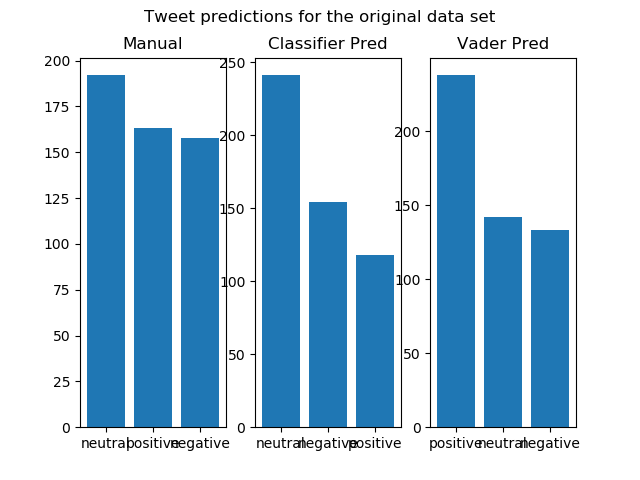 Tweet predictions for the original data set
Manual
200
175
150
125
100
75
50
25
0
neutral positive negative
Classifier Pred
250
200
150
100
50
0
neutral negative positive
Vader Pred
200
150
100
50
0
positive neutral negative